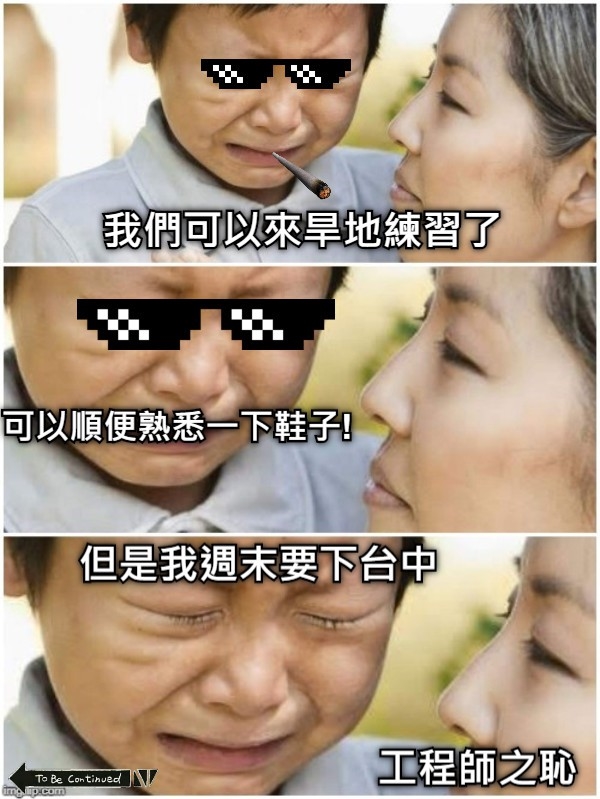 我們可以來旱地練習了
可以順便熟悉一下鞋子!
但是我週末要下台中
工程師之恥
To Be Continued
imgflip.com